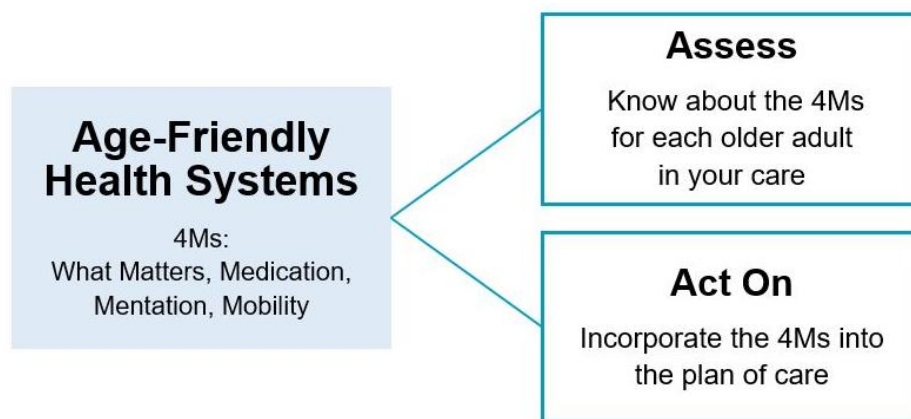 Age-Friendly
Health Systems
4Ms:
What Matters, Medication,
Mentation, Mobility
Assess
Know about the 4Ms
for each older adult
in your care
Act On
Incorporate the 4Ms into
the plan of care